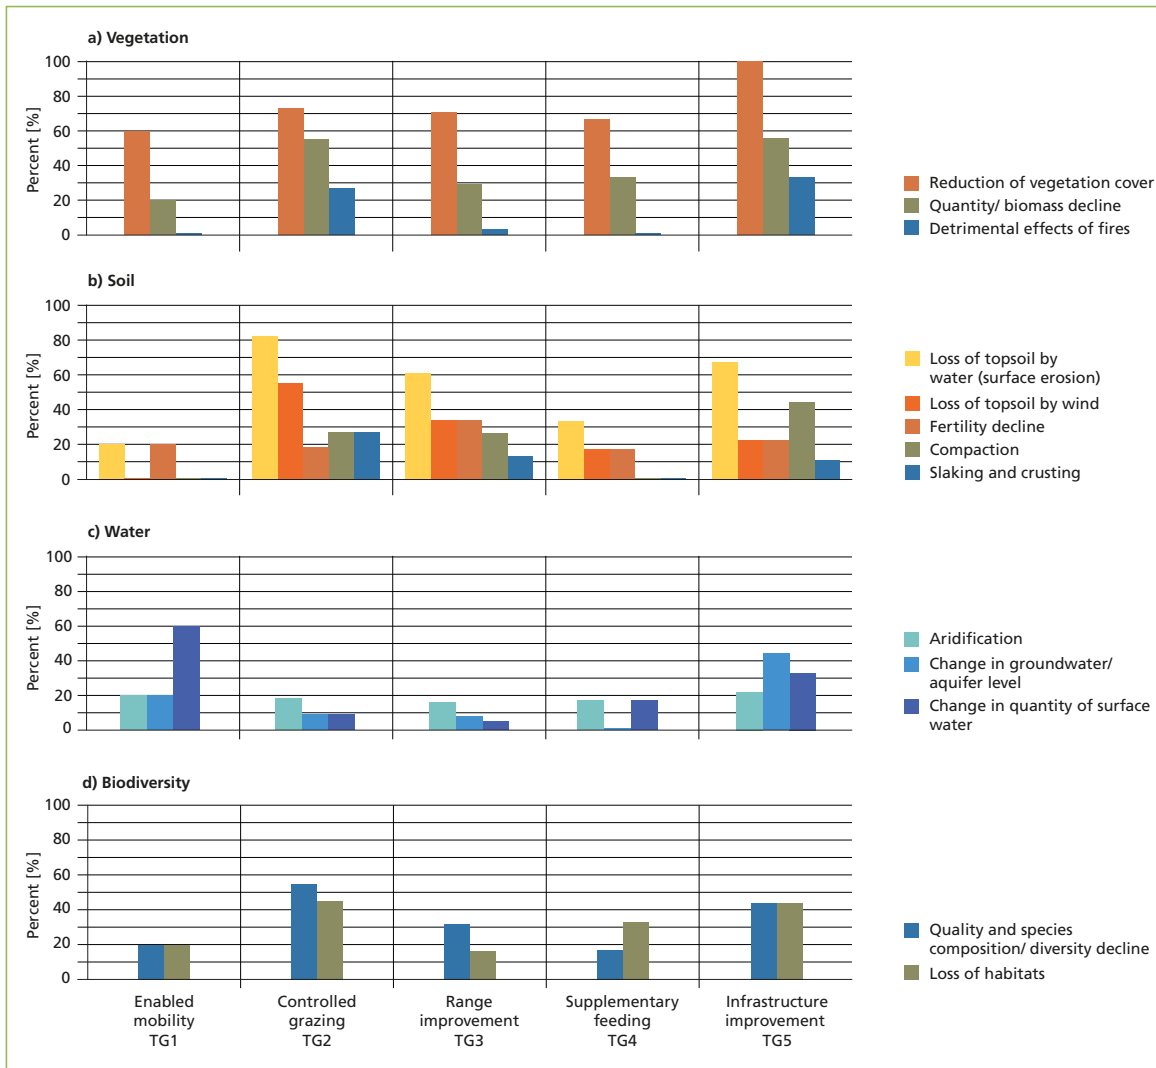 a) Vegetation
Percent [%]
100
80
60
40
20
0
Reduction of vegetation cover
Quantity/ biomass decline
Detrimental effects of fires
b) Soil
Percent [%]
100
80
60
40
20
0
Loss of topsoil by
water (surface erosion)
Loss of topsoil by wind
Fertility decline
Compaction
Slaking and crusting
c) Water
Percent [%]
100
80
60
40
20
0
Aridification
Change in groundwater/
aquifer level
Change in quantity of surface
water
d) Biodiversity
Percent [%]
100
80
60
40
20
0
Quality and species
composition/ diversity decline
Loss of habitats
Enabled
mobility
TG1
Controlled
grazing
TG2
Range
improvement
TG3
Supplementary
feeding
TG4
Infrastructure
improvement
TG5